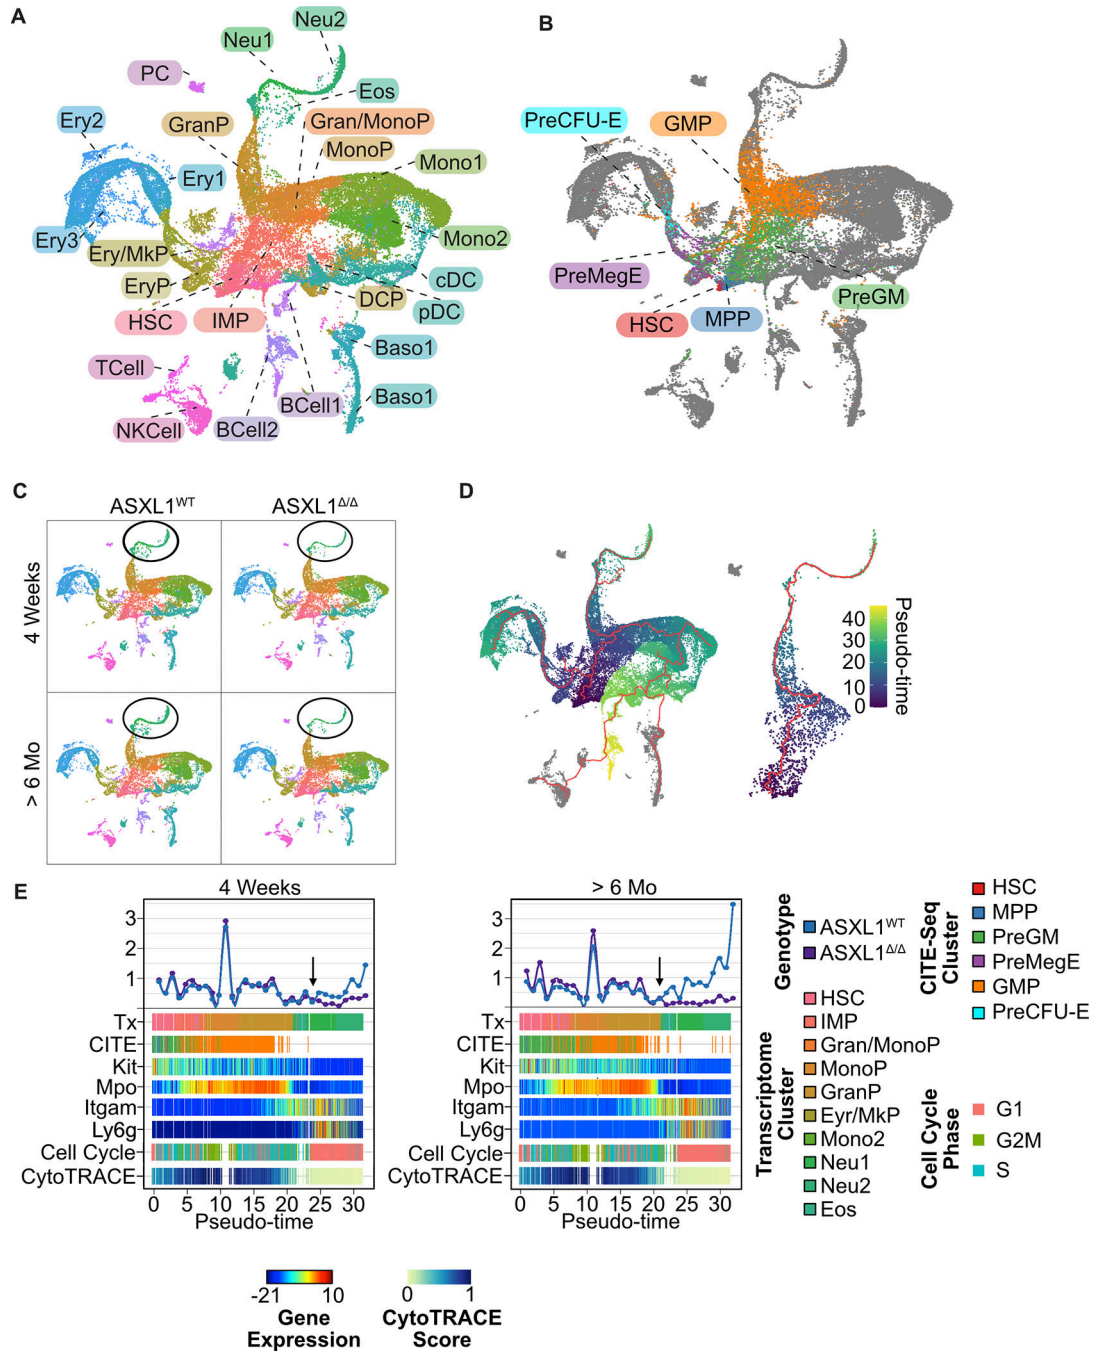 A
Neu2
Neu1
PC
Eos
Ery2
GranP
Gran/MonoP
MonoP
Mono1
Ery1
Ery3
Mono2
Ery/MkP
EryP
cDC
DCP
pDC
HSC
IMP
Baso1
TCell
Baso1
BCell1
NKCell
BCell2
B
PreCFU-E
GMP
PreMegE
PreGM
HSC
MPP
C
ASXL1WT
ASXL1Δ/Δ
4 Weeks
> 6 Mo
D
40
30
20
10
0
Pseudo-time
E
4 Weeks
3
2
1
Tx
CITE
Kit
Mpo
Itgam
Ly6g
Cell Cycle
CytoTRACE
0 5 10 15 20 25 30
Pseudo-time
> 6 Mo
3
2
1
Tx
CITE
Kit
Mpo
Itgam
Ly6g
Cell Cycle
CytoTRACE
0 5 10 15 20 25 30
Pseudo-time
Genotype
ASXL1WT
ASXL1Δ/Δ
Transcriptome
Cluster
HSC
IMP
Gran/MonoP
MonoP
GranP
Eyr/MkP
Mono2
Neu1
Neu2
Eos
CITE-Seq
Cluster
HSC
MPP
PreGM
PreMegE
GMP
PreCFU-E
Cell Cycle
Phase
G1
G2M
S
-21 10
Gene
Expression
0 1
CytoTRACE
Score